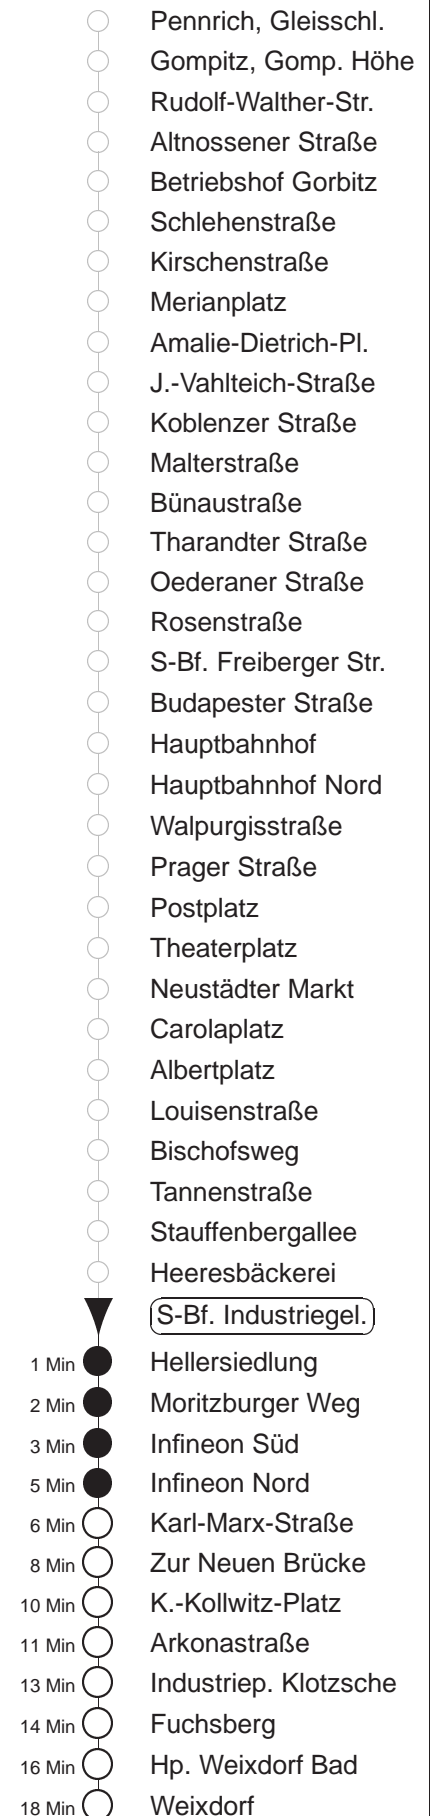 Pennrich, Gleisschl.
Gompitz, Gomp. Höhe
Rudolf-Walther-Str.
Altnossener Straße
Betriebshof Gorbitz
Schlehenstraße
Kirschenstraße
Merianplatz
Amalie-Dietrich-Pl.
J.-Vahlteich-Straße
Koblenzer Straße
Malterstraße
Bünaustraße
Tharandter Straße
Oederaner Straße
Rosenstraße
S-Bf. Freiberger Str.
Budapester Straße
Hauptbahnhof
Hauptbahnhof Nord
Walpurgisstraße
Prager Straße
Postplatz
Theaterplatz
Neustädter Markt
Carolaplatz
Albertplatz
Louisenstraße
Bischofsweg
Tannenstraße
Stauffenbergallee
Heeresbäckerei
S-Bf. Industriegel.
1 Min Hellersiedlung
2 Min Moritzburger Weg
3 Min Infineon Süd
5 Min Infineon Nord
6 Min Karl-Marx-Straße
8 Min Zur Neuen Brücke
10 Min K.-Kollwitz-Platz
11 Min Arkonastraße
13 Min Industriep. Klotzsche
14 Min Fuchsberg
16 Min Hp. Weixdorf Bad
18 Min Weixdorf